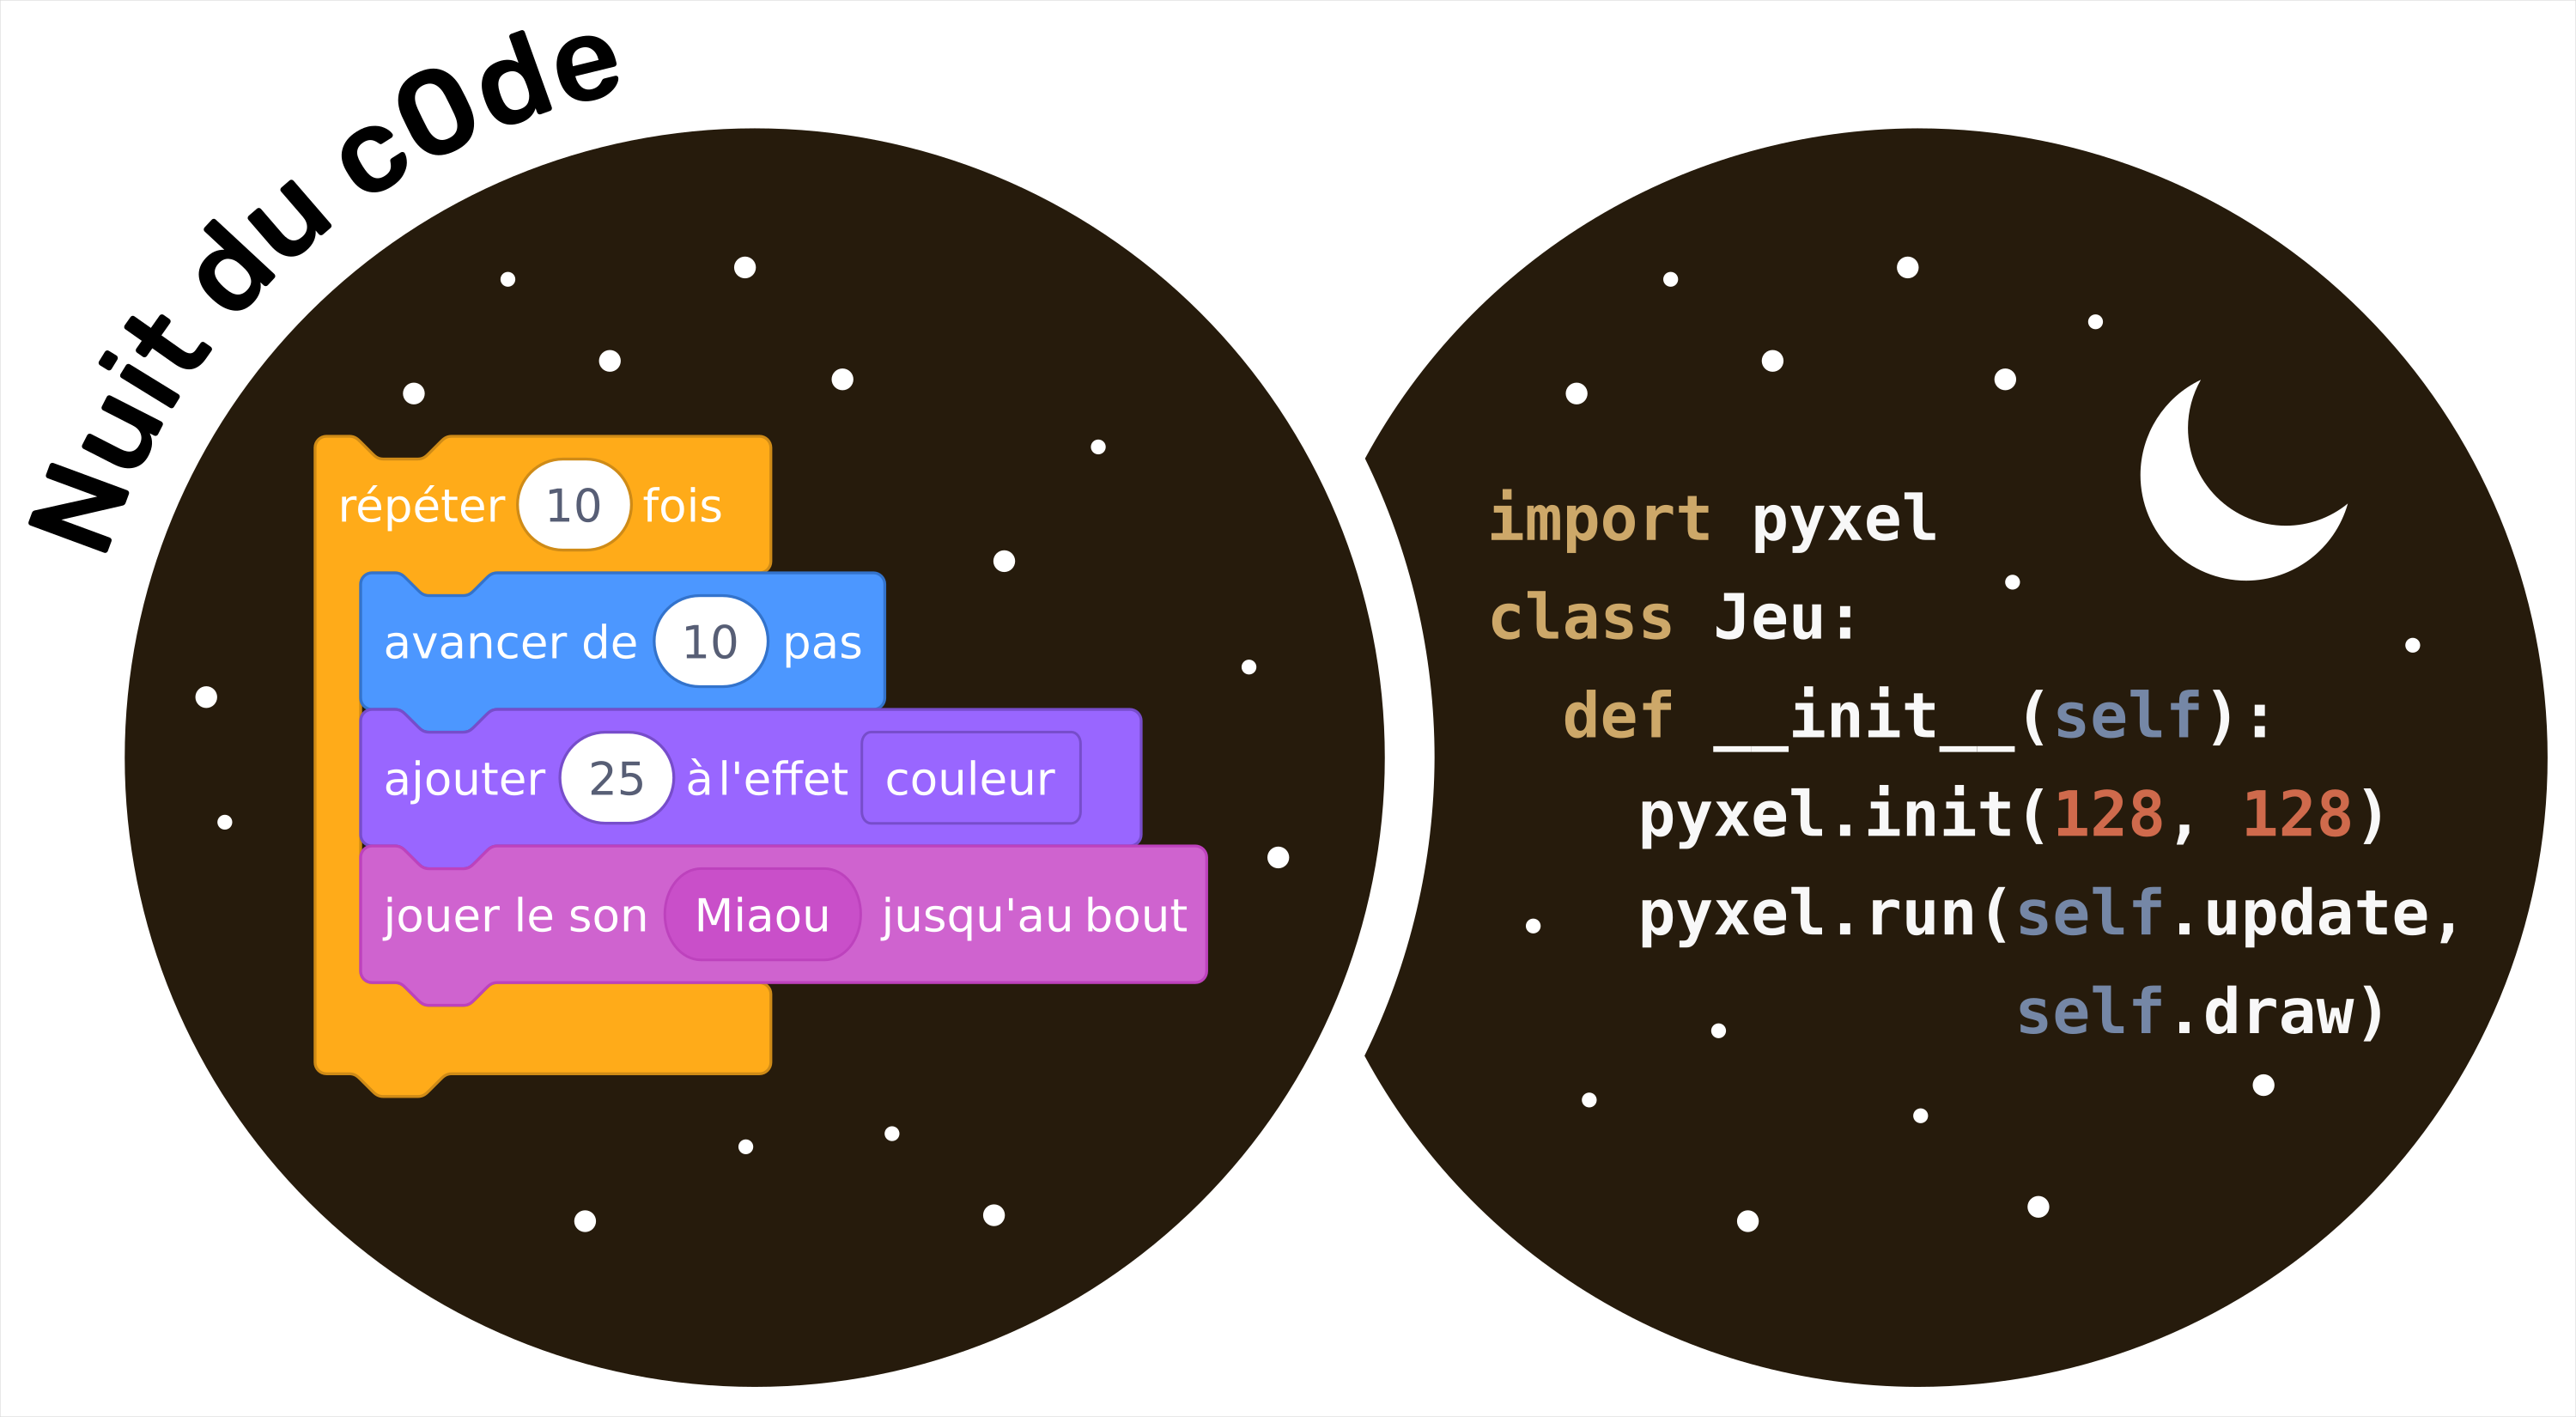 Nuit du c0de
répéter 10 fois
avancer de 10 pas
ajouter 25 à l'effet couleur
jouer le son Miaou jusqu'au bout
import pyxel
class Jeu:
  def __init__(self):
    pyxel.init(128, 128)
    pyxel.run(self.update,
              self.draw)